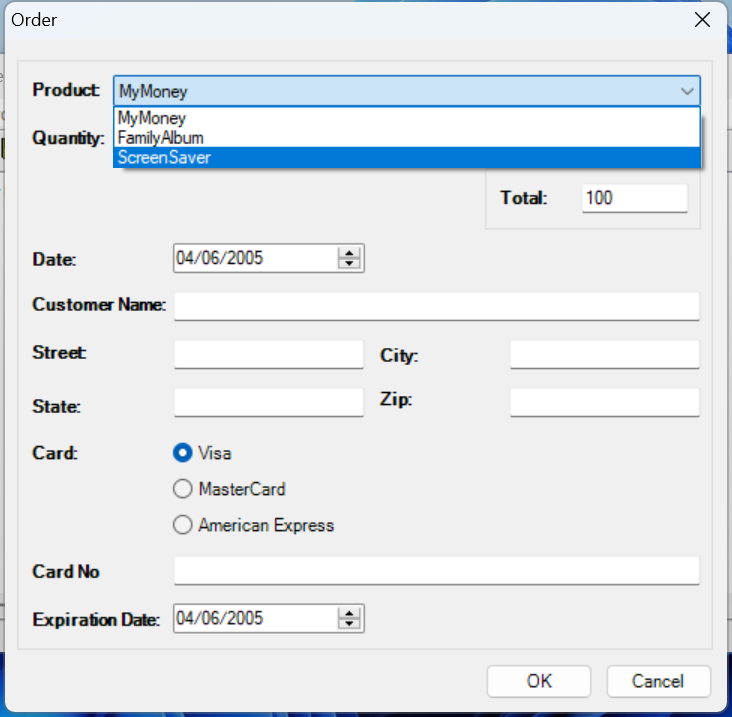 Order
Product:
MyMoney
MyMoney
FamilyAlbum
ScreenSaver
Quantity:
Total:
100
Date:
04/06/2005
Customer Name:
Street:
City:
State:
Zip:
Card:
Visa
MasterCard
American Express
Card No
Expiration Date:
04/06/2005
OK
Cancel